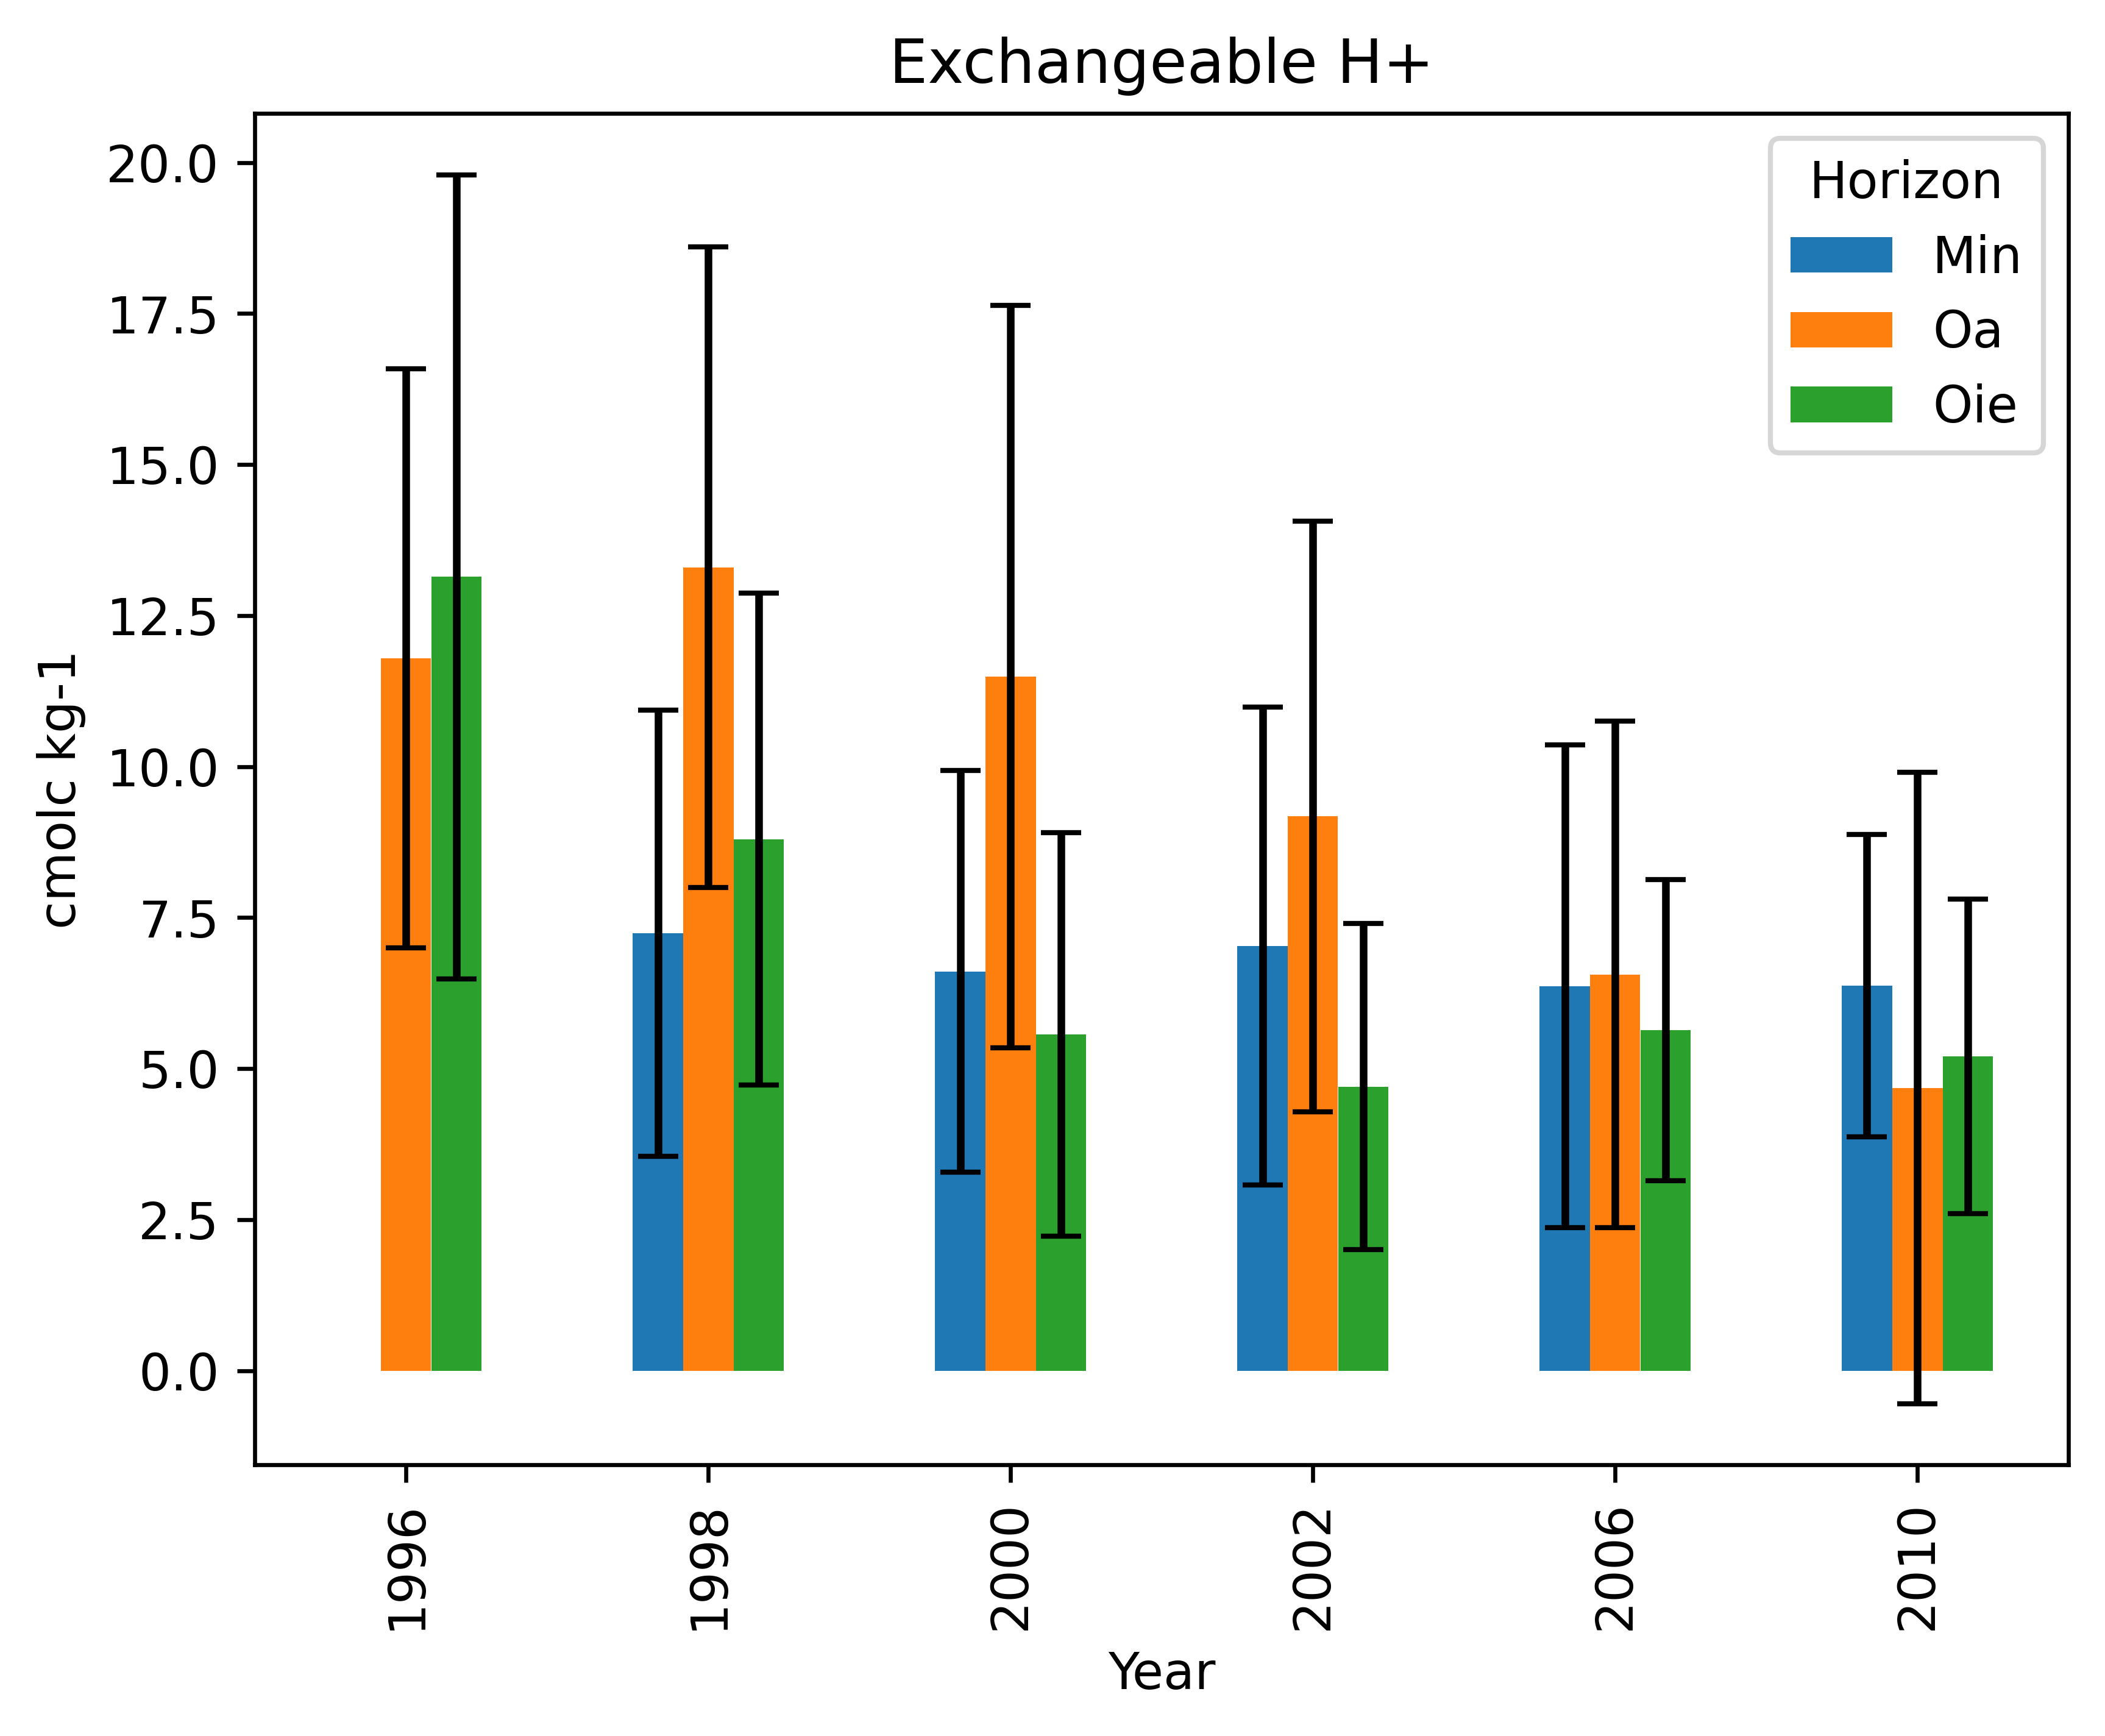 Exchangeable H+
Horizon
Min
Oa
Oie
cmolc kg-1
20.0
17.5
15.0
12.5
10.0
7.5
5.0
2.5
0.0
1996
1998
2000
2002
2006
2010
Year